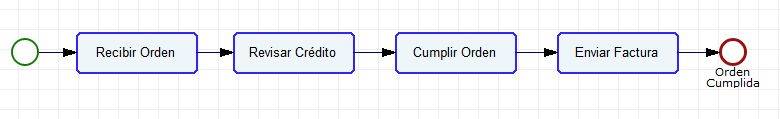 Recibir Orden
Revisar Crédito
Cumplir Orden
Enviar Factura
Orden
Cumplida